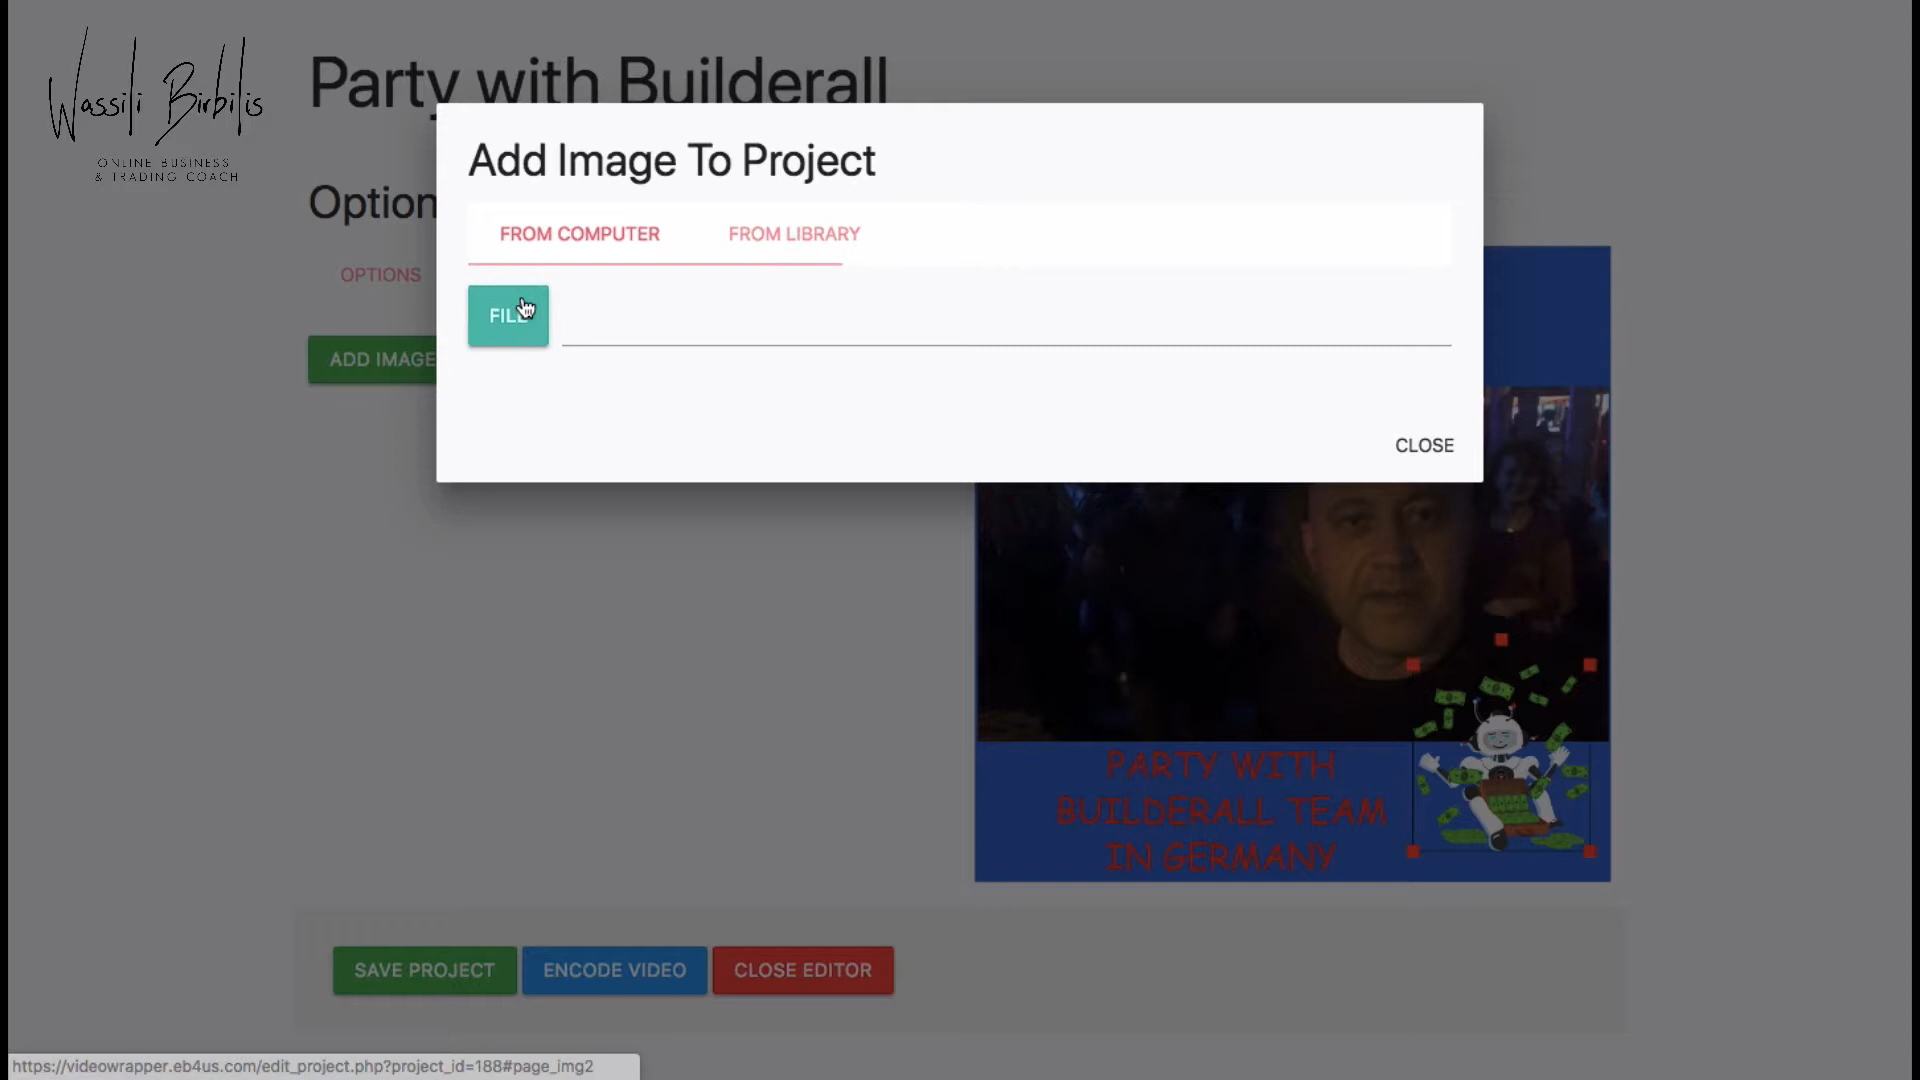 Wassili Birbilis
ONLINE BUSINESS
& TRADING COACH
Party with Builderall
Option
OPTIONS
ADD IMAGE
Add Image To Project
FROM COMPUTER
FROM LIBRARY
FILE
CLOSE
PARTY WITH
BUILDERALL TEAM
IN GERMANY
SAVE PROJECT
ENCODE VIDEO
CLOSE EDITOR
https://videowrapper.eb4us.com/edit_project.php?project_id=188#page_img2